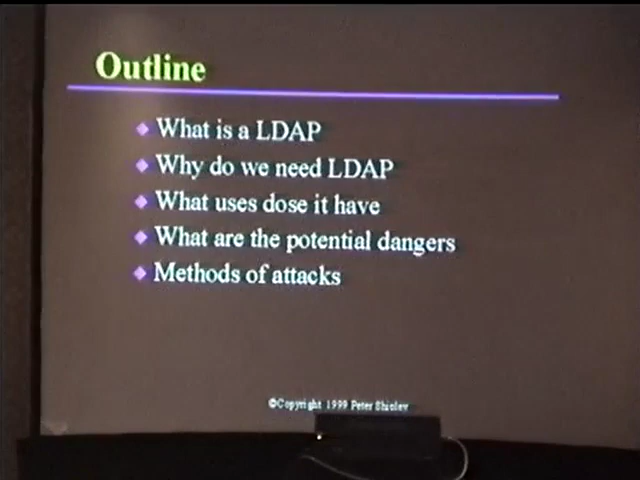 Outline
What is a LDAP
Why do we need LDAP
What uses dose it have
What are the potential dangers
Methods of attacks
©Copyright 1999 Peter